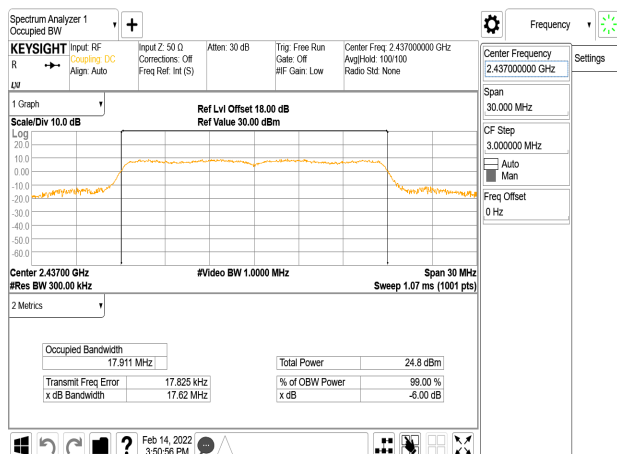 Spectrum Analyzer 1
Occupied BW
Frequency
KEYSIGHT
R
LXI
Input: RF
Coupling: DC
Align: Auto
Input Z: 50 Ω
Corrections: Off
Freq Ref: Int (S)
Atten: 30 dB
Trig: Free Run
Gate: Off
#IF Gain: Low
Center Freq: 2.437000000 GHz
Avg|Hold: 100/100
Radio Std: None
Center Frequency
2.437000000 GHz
Settings
Span
30.000 MHz
CF Step
3.000000 MHz
Auto
Man
Freq Offset
0 Hz
1 Graph
Scale/Div 10.0 dB
Ref Lvl Offset 18.00 dB
Ref Value 30.00 dBm
Log
20.0
10.0
0.00
-10.0
-20.0
-30.0
-40.0
-50.0
-60.0
Center 2.43700 GHz
#Video BW 1.0000 MHz
Span 30 MHz
#Res BW 300.00 kHz
Sweep 1.07 ms (1001 pts)
2 Metrics
Occupied Bandwidth
17.911 MHz
Total Power 24.8 dBm
Transmit Freq Error 17.825 kHz
% of OBW Power 99.00 %
x dB Bandwidth 17.62 MHz
x dB -6.00 dB
?
Feb 14, 2022
3:50:56 PM